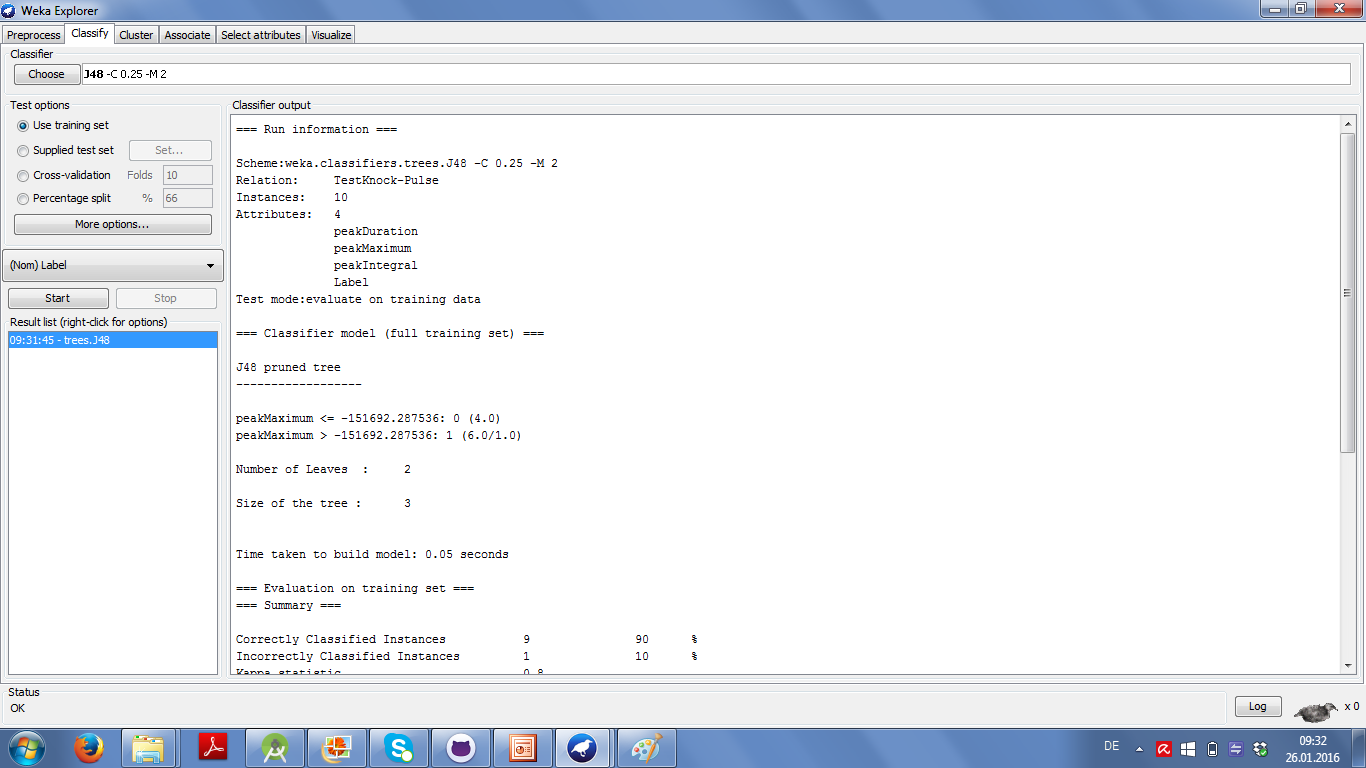 Weka Explorer
Preprocess Classify Cluster Associate Select attributes Visualize
Classifier
Choose J48 -C 0.25 -M 2
Test options
Use training set
Supplied test set Set...
Cross-validation Folds 10
Percentage split % 66
More options...
(Nom) Label
Start Stop
Result list (right-click for options)
09:31:45 - trees.J48
Classifier output
=== Run information ===
Scheme:weka.classifiers.trees.J48 -C 0.25 -M 2
Relation: TestKnock-Pulse
Instances: 10
Attributes: 4
peakDuration
peakMaximum
peakIntegral
Label
Test mode:evaluate on training data
=== Classifier model (full training set) ===
J48 pruned tree
------------------
peakMaximum <= -151692.287536: 0 (4.0)
peakMaximum > -151692.287536: 1 (6.0/1.0)
Number of Leaves : 2
Size of the tree : 3
Time taken to build model: 0.05 seconds
=== Evaluation on training set ===
=== Summary ===
Correctly Classified Instances 9 90 %
Incorrectly Classified Instances 1 10 %
Kappa statistic 0.8
Status
OK
Log
x 0
DE
09:32
26.01.2016